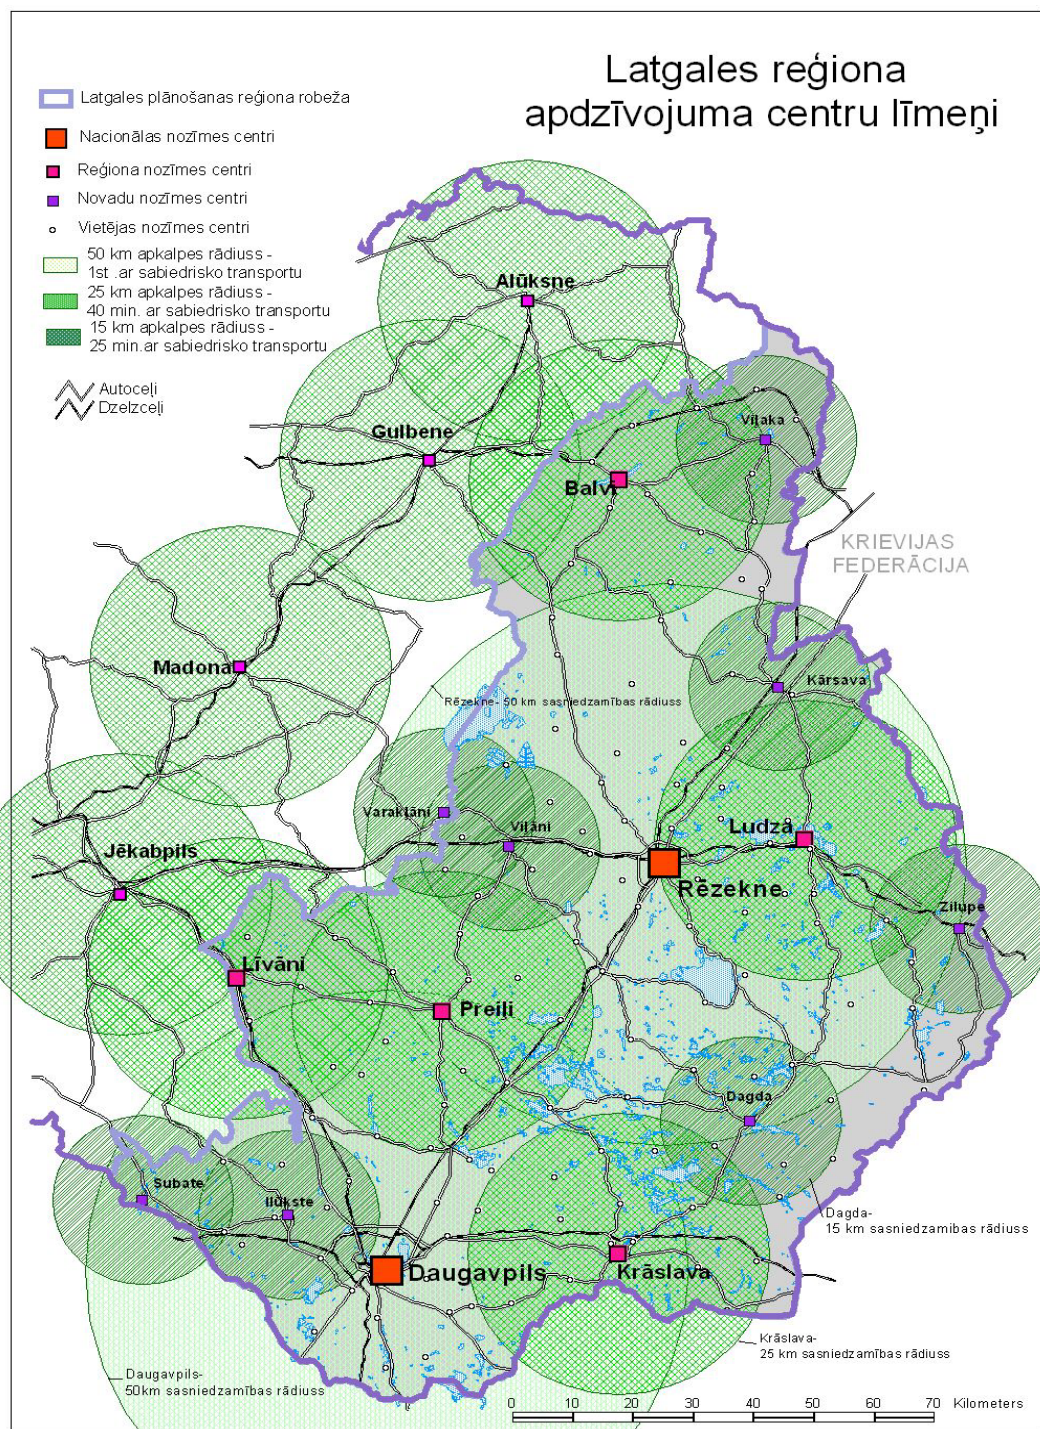 Latgales reģiona
apdzīvojuma centru līmeņi
Latgales plānošanas reģiona robeža
Nacionālas nozīmes centri
Reģiona nozīmes centri
Novadu nozīmes centri
Vietējas nozīmes centri
50 km apkalpes rādiuss -
1st .ar sabiedrisko transportu
25 km apkalpes rādiuss -
40 min. ar sabiedrisko transportu
15 km apkalpes rādiuss -
25 min.ar sabiedrisko transportu
Autoceļi
Dzelzceļi
Alūksne
Gulbene
Viļaka
Balvi
KRIEVIJAS
FEDERĀCIJA
Madona
Kārsava
Rēzekne- 50 km sasniedzamības rādiuss
Varakļāni
Viļāni
Ludza
Jēkabpils
Rēzekne
Zilupe
Līvāni
Preiļi
Dagda
Subate
Ilūkste
Dagda-
15 km sasniedzamības rādiuss
Daugavpils
Krāslava
Krāslava-
25 km sasniedzamības rādiuss
Daugavpils-
50km sasniedzamības rādiuss
0 10 20 30 40 50 60 70 Kilometers